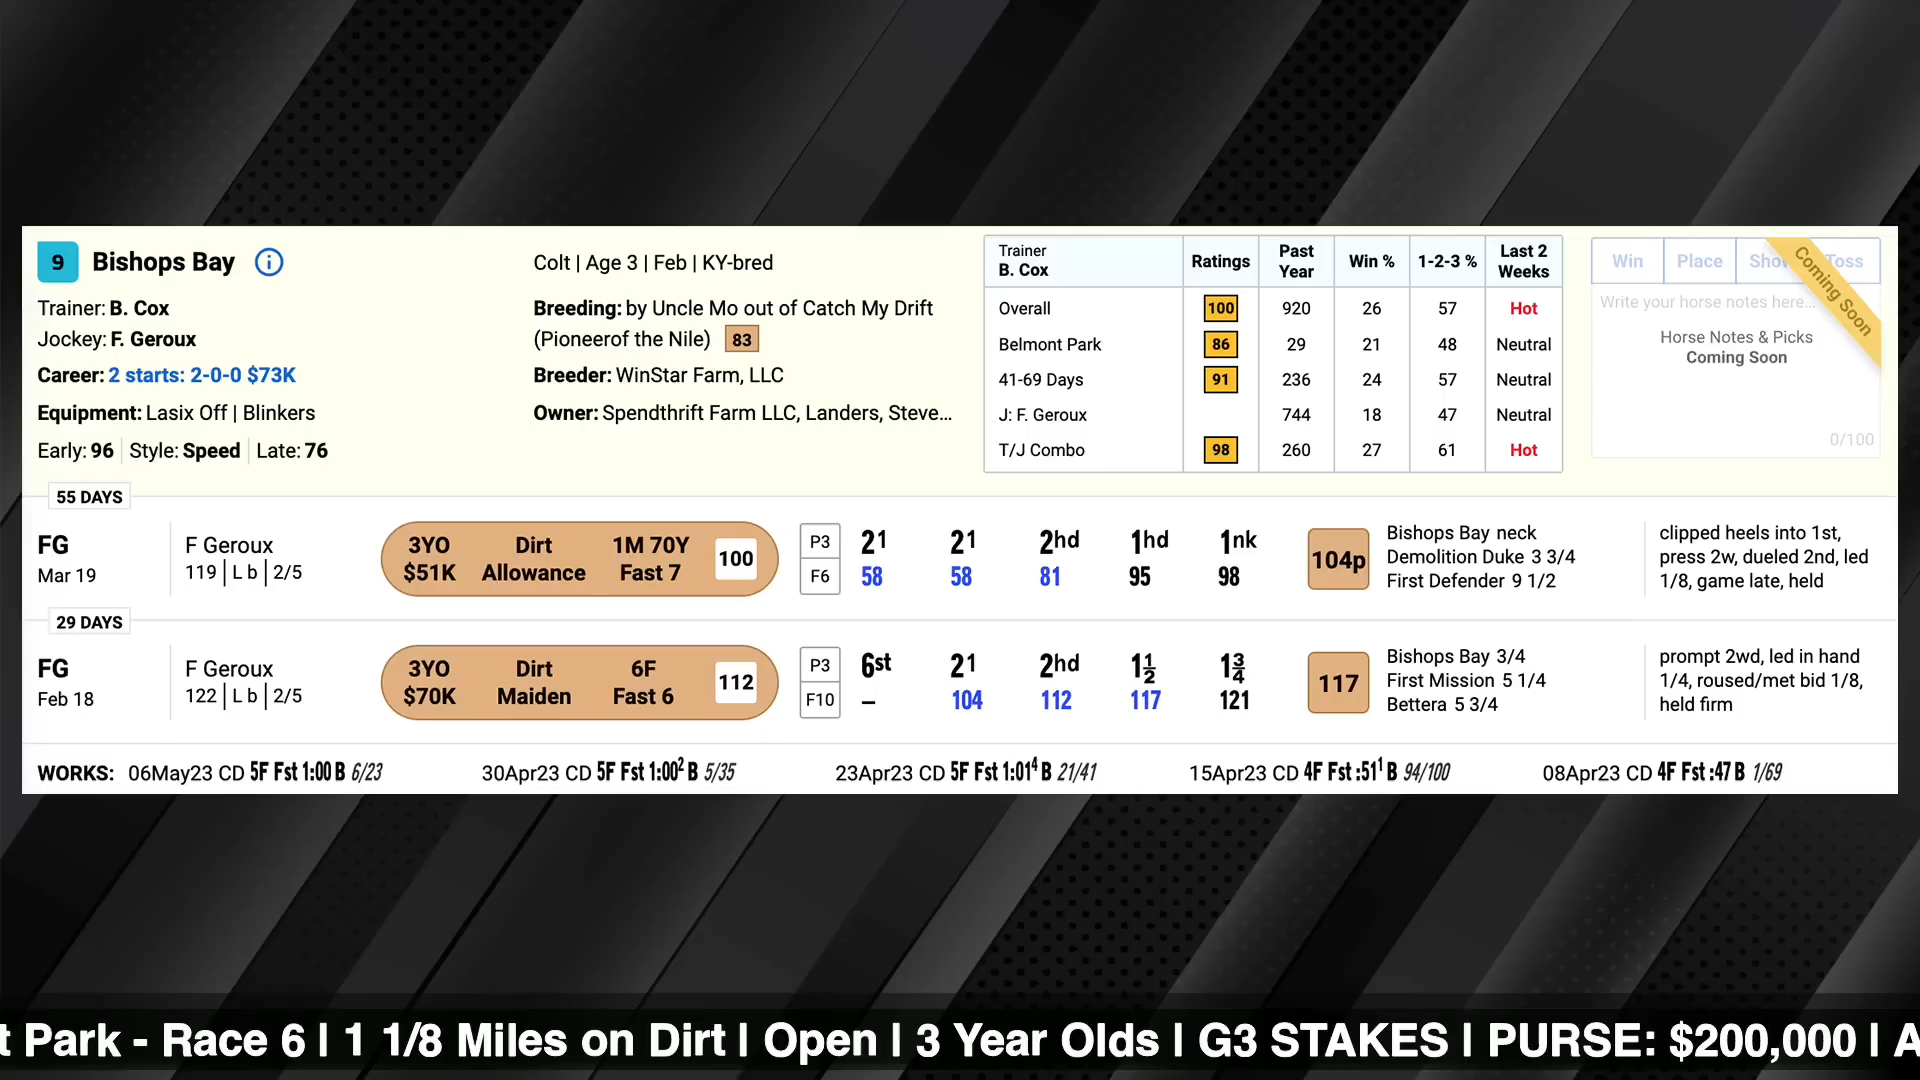 9 Bishops Bay i
Trainer: B. Cox
Jockey: F. Geroux
Career: 2 starts: 2-0-0 $73K
Equipment: Lasix Off | Blinkers
Early: 96 | Style: Speed | Late: 76
Colt | Age 3 | Feb | KY-bred
Breeding: by Uncle Mo out of Catch My Drift
(Pioneerof the Nile) 83
Breeder: WinStar Farm, LLC
Owner: Spendthrift Farm LLC, Landers, Steve...
Trainer B. Cox Ratings Past Year Win % 1-2-3 % Last 2 Weeks
Overall 100 920 26 57 Hot
Belmont Park 86 29 21 48 Neutral
41-69 Days 91 236 24 57 Neutral
J: F. Geroux 744 18 47 Neutral
T/J Combo 98 260 27 61 Hot
Win Place Sho Toss
Coming Soon
Write your horse notes here...
Horse Notes & Picks
Coming Soon
0/100
55 DAYS
FG
Mar 19
F Geroux
119 | L b | 2/5
3YO Dirt 1M 70Y
$51K Allowance Fast 7
100
P3 2¹ 2¹ 2hd 1hd 1nk
F6 58 58 81 95 98
104p
Bishops Bay neck
Demolition Duke 3 3/4
First Defender 9 1/2
clipped heels into 1st,
press 2w, dueled 2nd, led
1/8, game late, held
29 DAYS
FG
Feb 18
F Geroux
122 | L b | 2/5
3YO Dirt 6F
$70K Maiden Fast 6
112
P3 6st 2¹ 2hd 1½ 1¾
F10 – 104 112 117 121
117
Bishops Bay 3/4
First Mission 5 1/4
Bettera 5 3/4
prompt 2wd, led in hand
1/4, roused/met bid 1/8,
held firm
WORKS: 06May23 CD 5F Fst 1:00 B 6/23 30Apr23 CD 5F Fst 1:00² B 5/35 23Apr23 CD 5F Fst 1:01⁴ B 21/41 15Apr23 CD 4F Fst :51¹ B 94/100 08Apr23 CD 4F Fst :47 B 1/69
t Park - Race 6 | 1 1/8 Miles on Dirt | Open | 3 Year Olds | G3 STAKES | PURSE: $200,000 | A